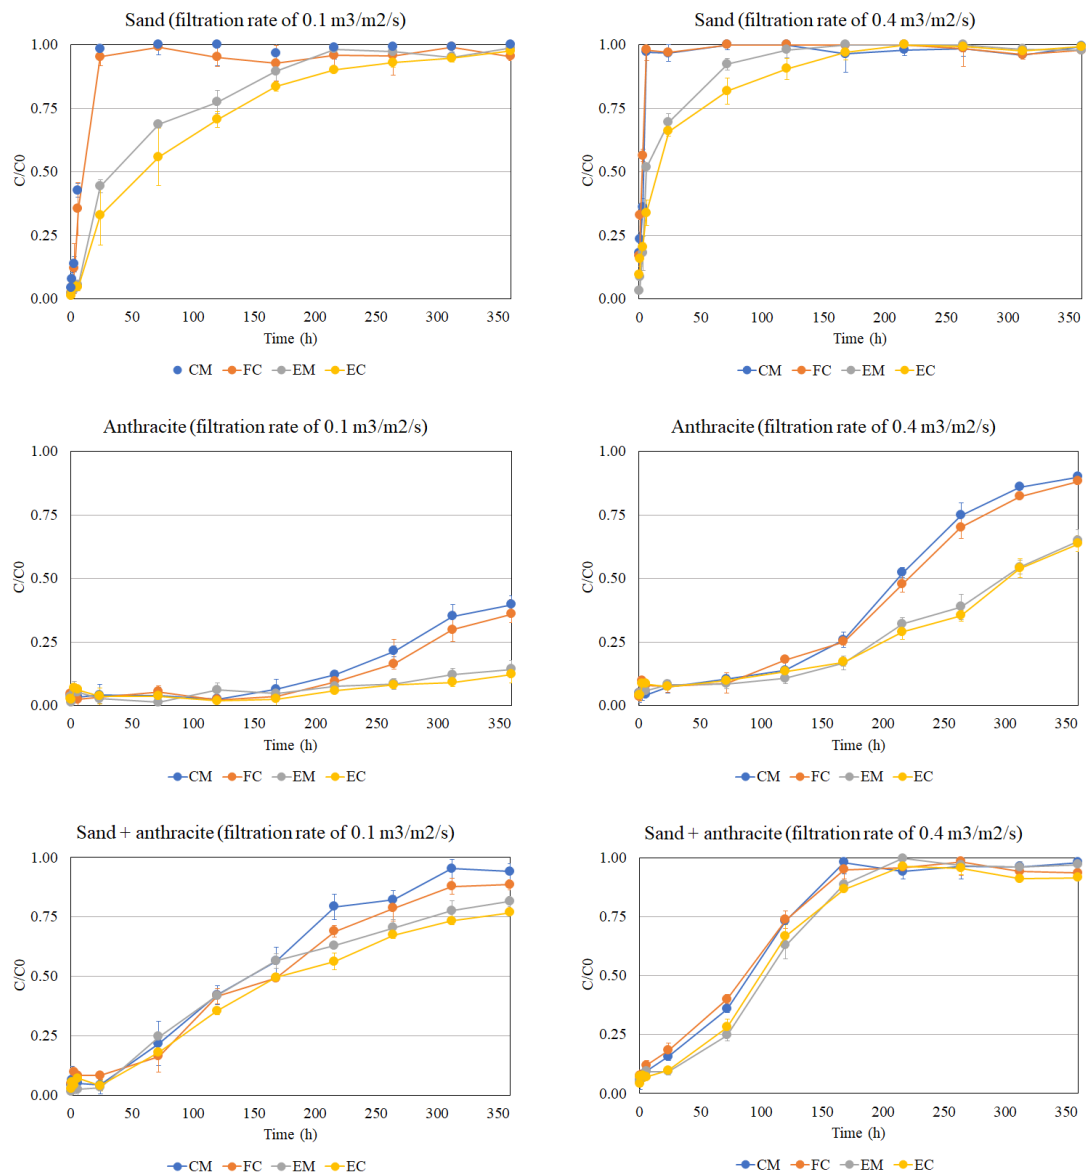 Sand (filtration rate of 0.1 m3/m2/s)
1.00
0.75
0.50
0.25
0.00
C/C0
0 50 100 150 200 250 300 350
Time (h)
CM FC EM EC
Sand (filtration rate of 0.4 m3/m2/s)
1.00
0.75
0.50
0.25
0.00
C/C0
0 50 100 150 200 250 300 350
Time (h)
CM FC EM EC
Anthracite (filtration rate of 0.1 m3/m2/s)
1.00
0.75
0.50
0.25
0.00
C/C0
0 50 100 150 200 250 300 350
Time (h)
CM FC EM EC
Anthracite (filtration rate of 0.4 m3/m2/s)
1.00
0.75
0.50
0.25
0.00
C/C0
0 50 100 150 200 250 300 350
Time (h)
CM FC EM EC
Sand + anthracite (filtration rate of 0.1 m3/m2/s)
1.00
0.75
0.50
0.25
0.00
C/C0
0 50 100 150 200 250 300 350
Time (h)
CM FC EM EC
Sand + anthracite (filtration rate of 0.4 m3/m2/s)
1.00
0.75
0.50
0.25
0.00
C/C0
0 50 100 150 200 250 300 350
Time (h)
CM FC EM EC